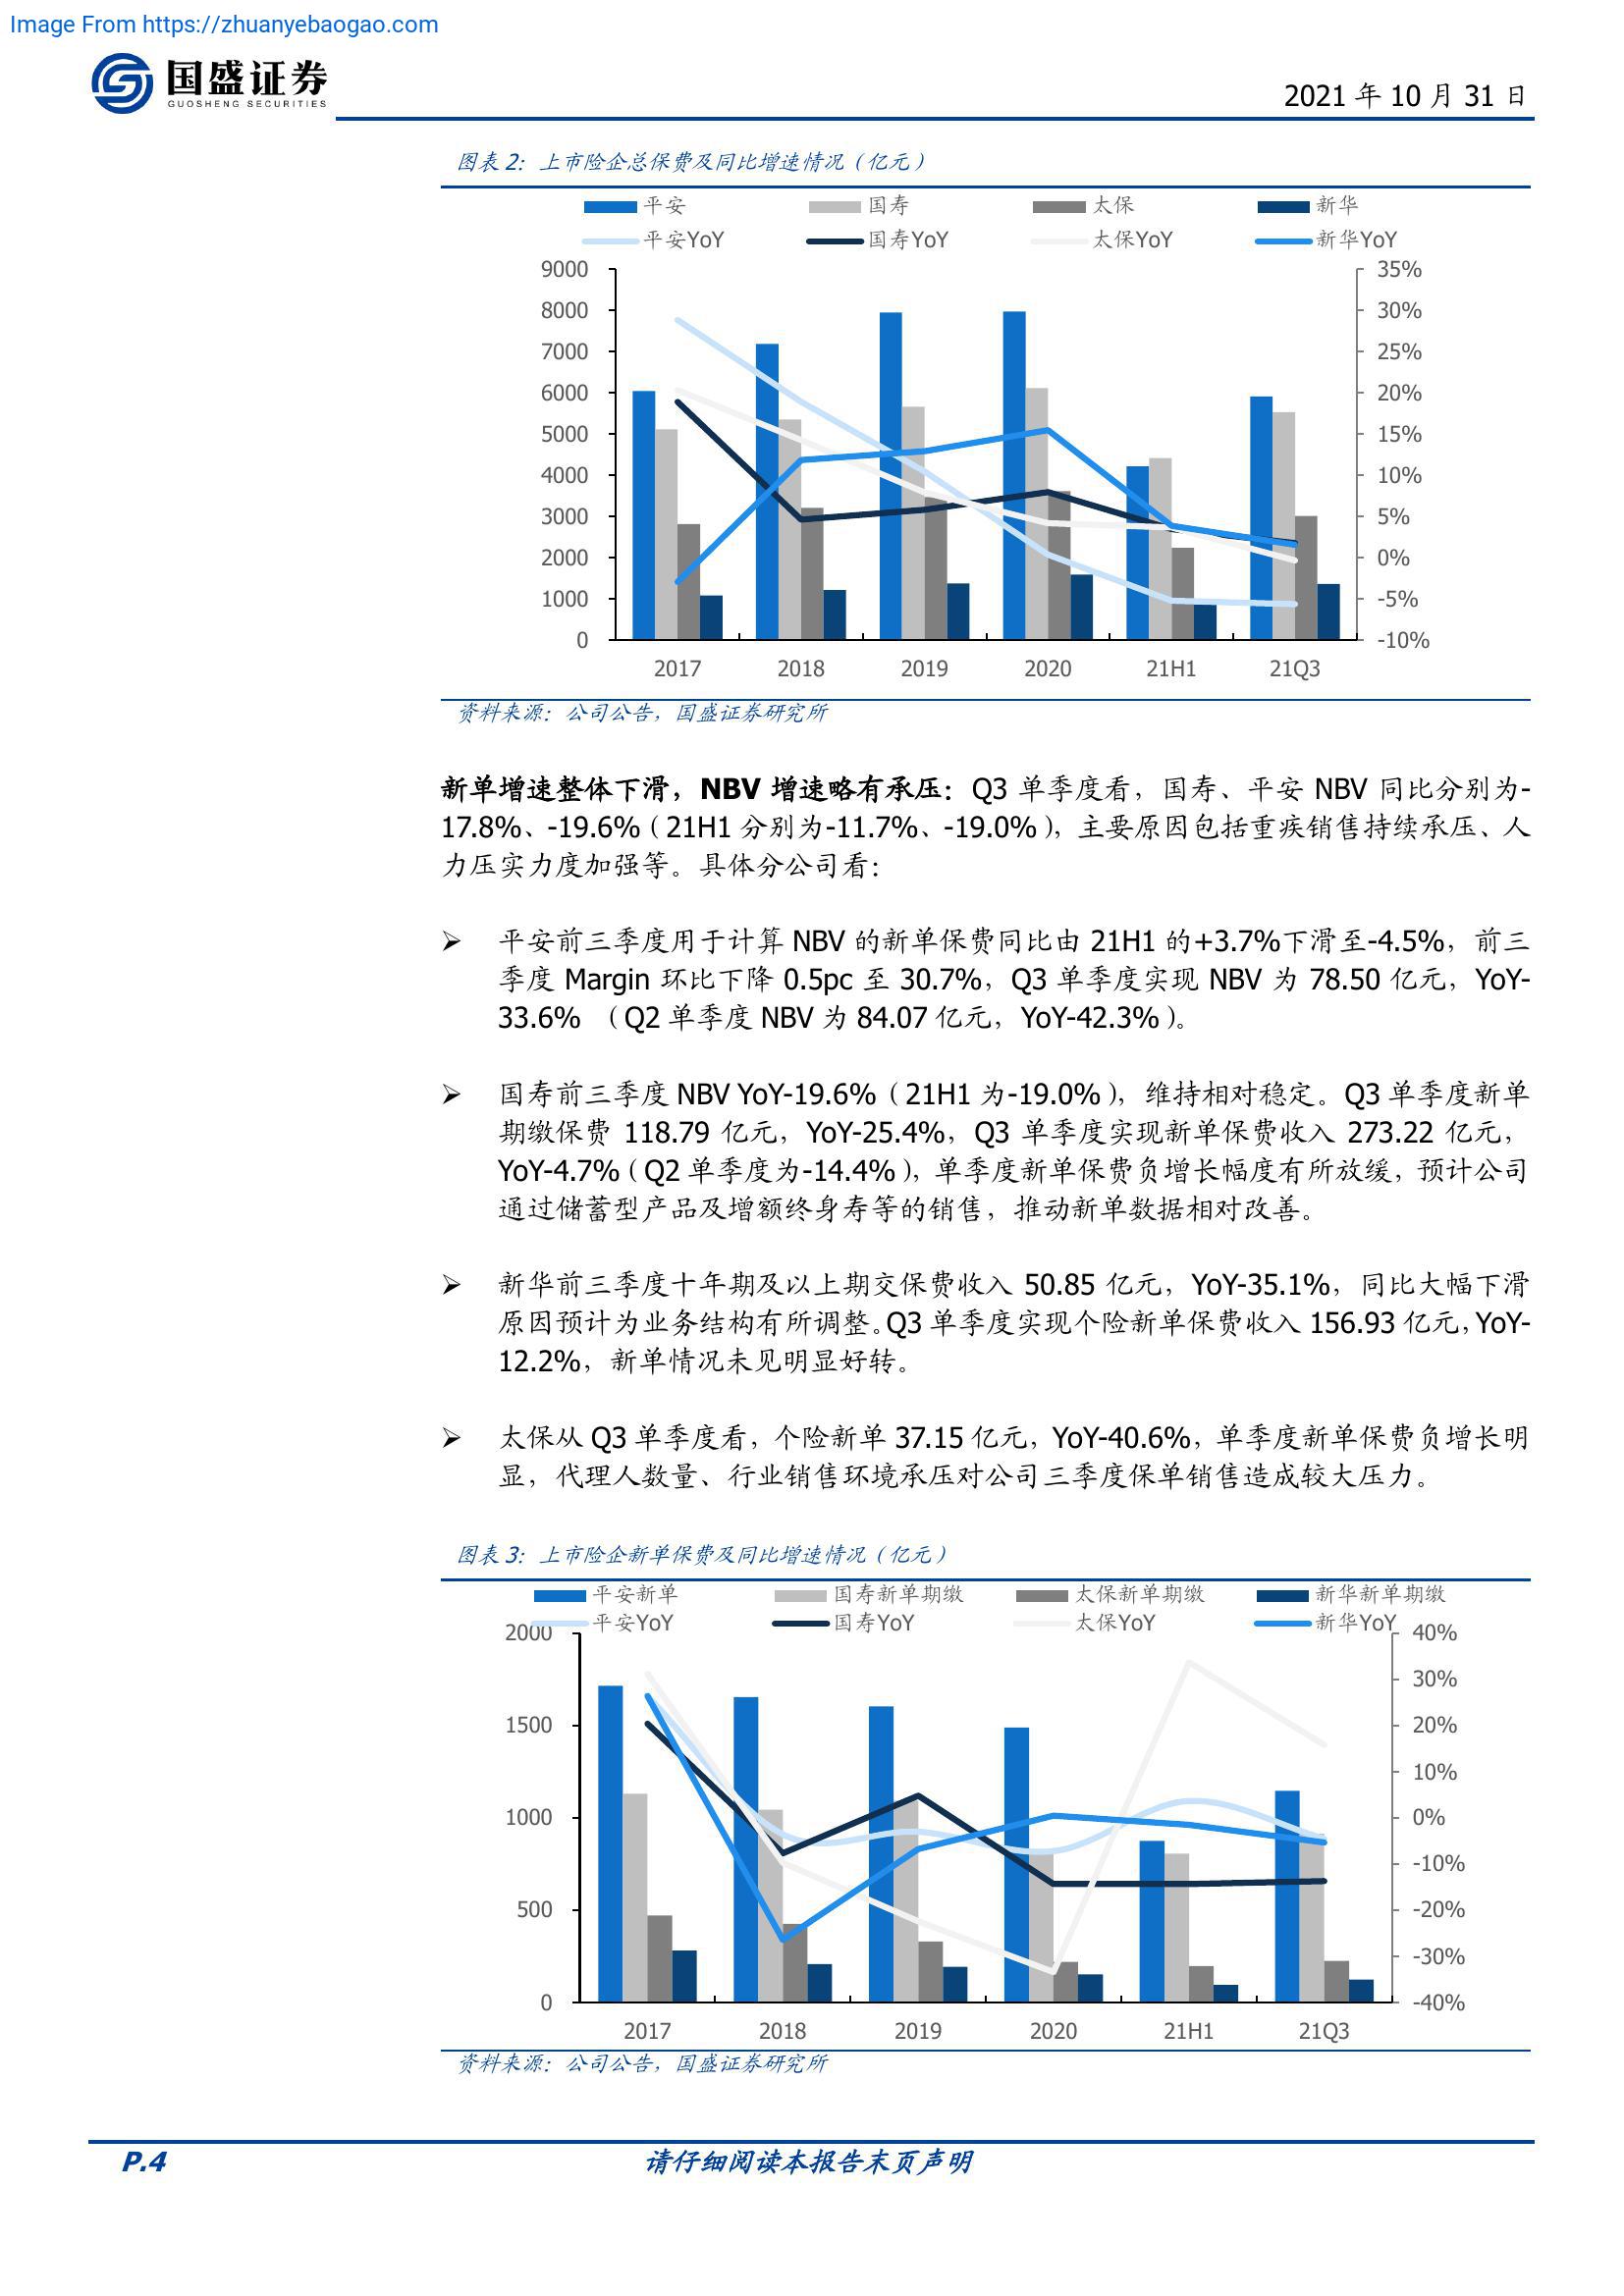 Image From https://zhuanyebaogao.com
国盛证券
GUOSHENG SECURITIES
2021 年 10 月 31 日
图表 2：上市险企总保费及同比增速情况（亿元）
平安 国寿 太保 新华
平安YoY 国寿YoY 太保YoY 新华YoY
9000 35%
8000 30%
7000 25%
6000 20%
5000 15%
4000 10%
3000 5%
2000 0%
1000 -5%
0 -10%
2017 2018 2019 2020 21H1 21Q3
资料来源：公司公告，国盛证券研究所
新单增速整体下滑，NBV 增速略有承压：Q3 单季度看，国寿、平安 NBV 同比分别为-
17.8%、-19.6%（21H1 分别为-11.7%、-19.0%），主要原因包括重疾销售持续承压、人
力压实力度加强等。具体分公司看：
➢ 平安前三季度用于计算 NBV 的新单保费同比由 21H1 的+3.7%下滑至-4.5%，前三
季度 Margin 环比下降 0.5pc 至 30.7%，Q3 单季度实现 NBV 为 78.50 亿元，YoY-
33.6% （Q2 单季度 NBV 为 84.07 亿元，YoY-42.3%）。
➢ 国寿前三季度 NBV YoY-19.6%（21H1 为-19.0%），维持相对稳定。Q3 单季度新单
期缴保费 118.79 亿元，YoY-25.4%，Q3 单季度实现新单保费收入 273.22 亿元，
YoY-4.7%（Q2 单季度为-14.4%），单季度新单保费负增长幅度有所放缓，预计公司
通过储蓄型产品及增额终身寿等的销售，推动新单数据相对改善。
➢ 新华前三季度十年期及以上期交保费收入 50.85 亿元，YoY-35.1%，同比大幅下滑
原因预计为业务结构有所调整。Q3 单季度实现个险新单保费收入 156.93 亿元，YoY-
12.2%，新单情况未见明显好转。
➢ 太保从 Q3 单季度看，个险新单 37.15 亿元，YoY-40.6%，单季度新单保费负增长明
显，代理人数量、行业销售环境承压对公司三季度保单销售造成较大压力。
图表 3：上市险企新单保费及同比增速情况（亿元）
平安新单 国寿新单期缴 太保新单期缴 新华新单期缴
平安YoY 国寿YoY 太保YoY 新华YoY
2000 40%
30%
1500 20%
10%
1000 0%
-10%
500 -20%
-30%
0 -40%
2017 2018 2019 2020 21H1 21Q3
资料来源：公司公告，国盛证券研究所
P.4 请仔细阅读本报告末页声明